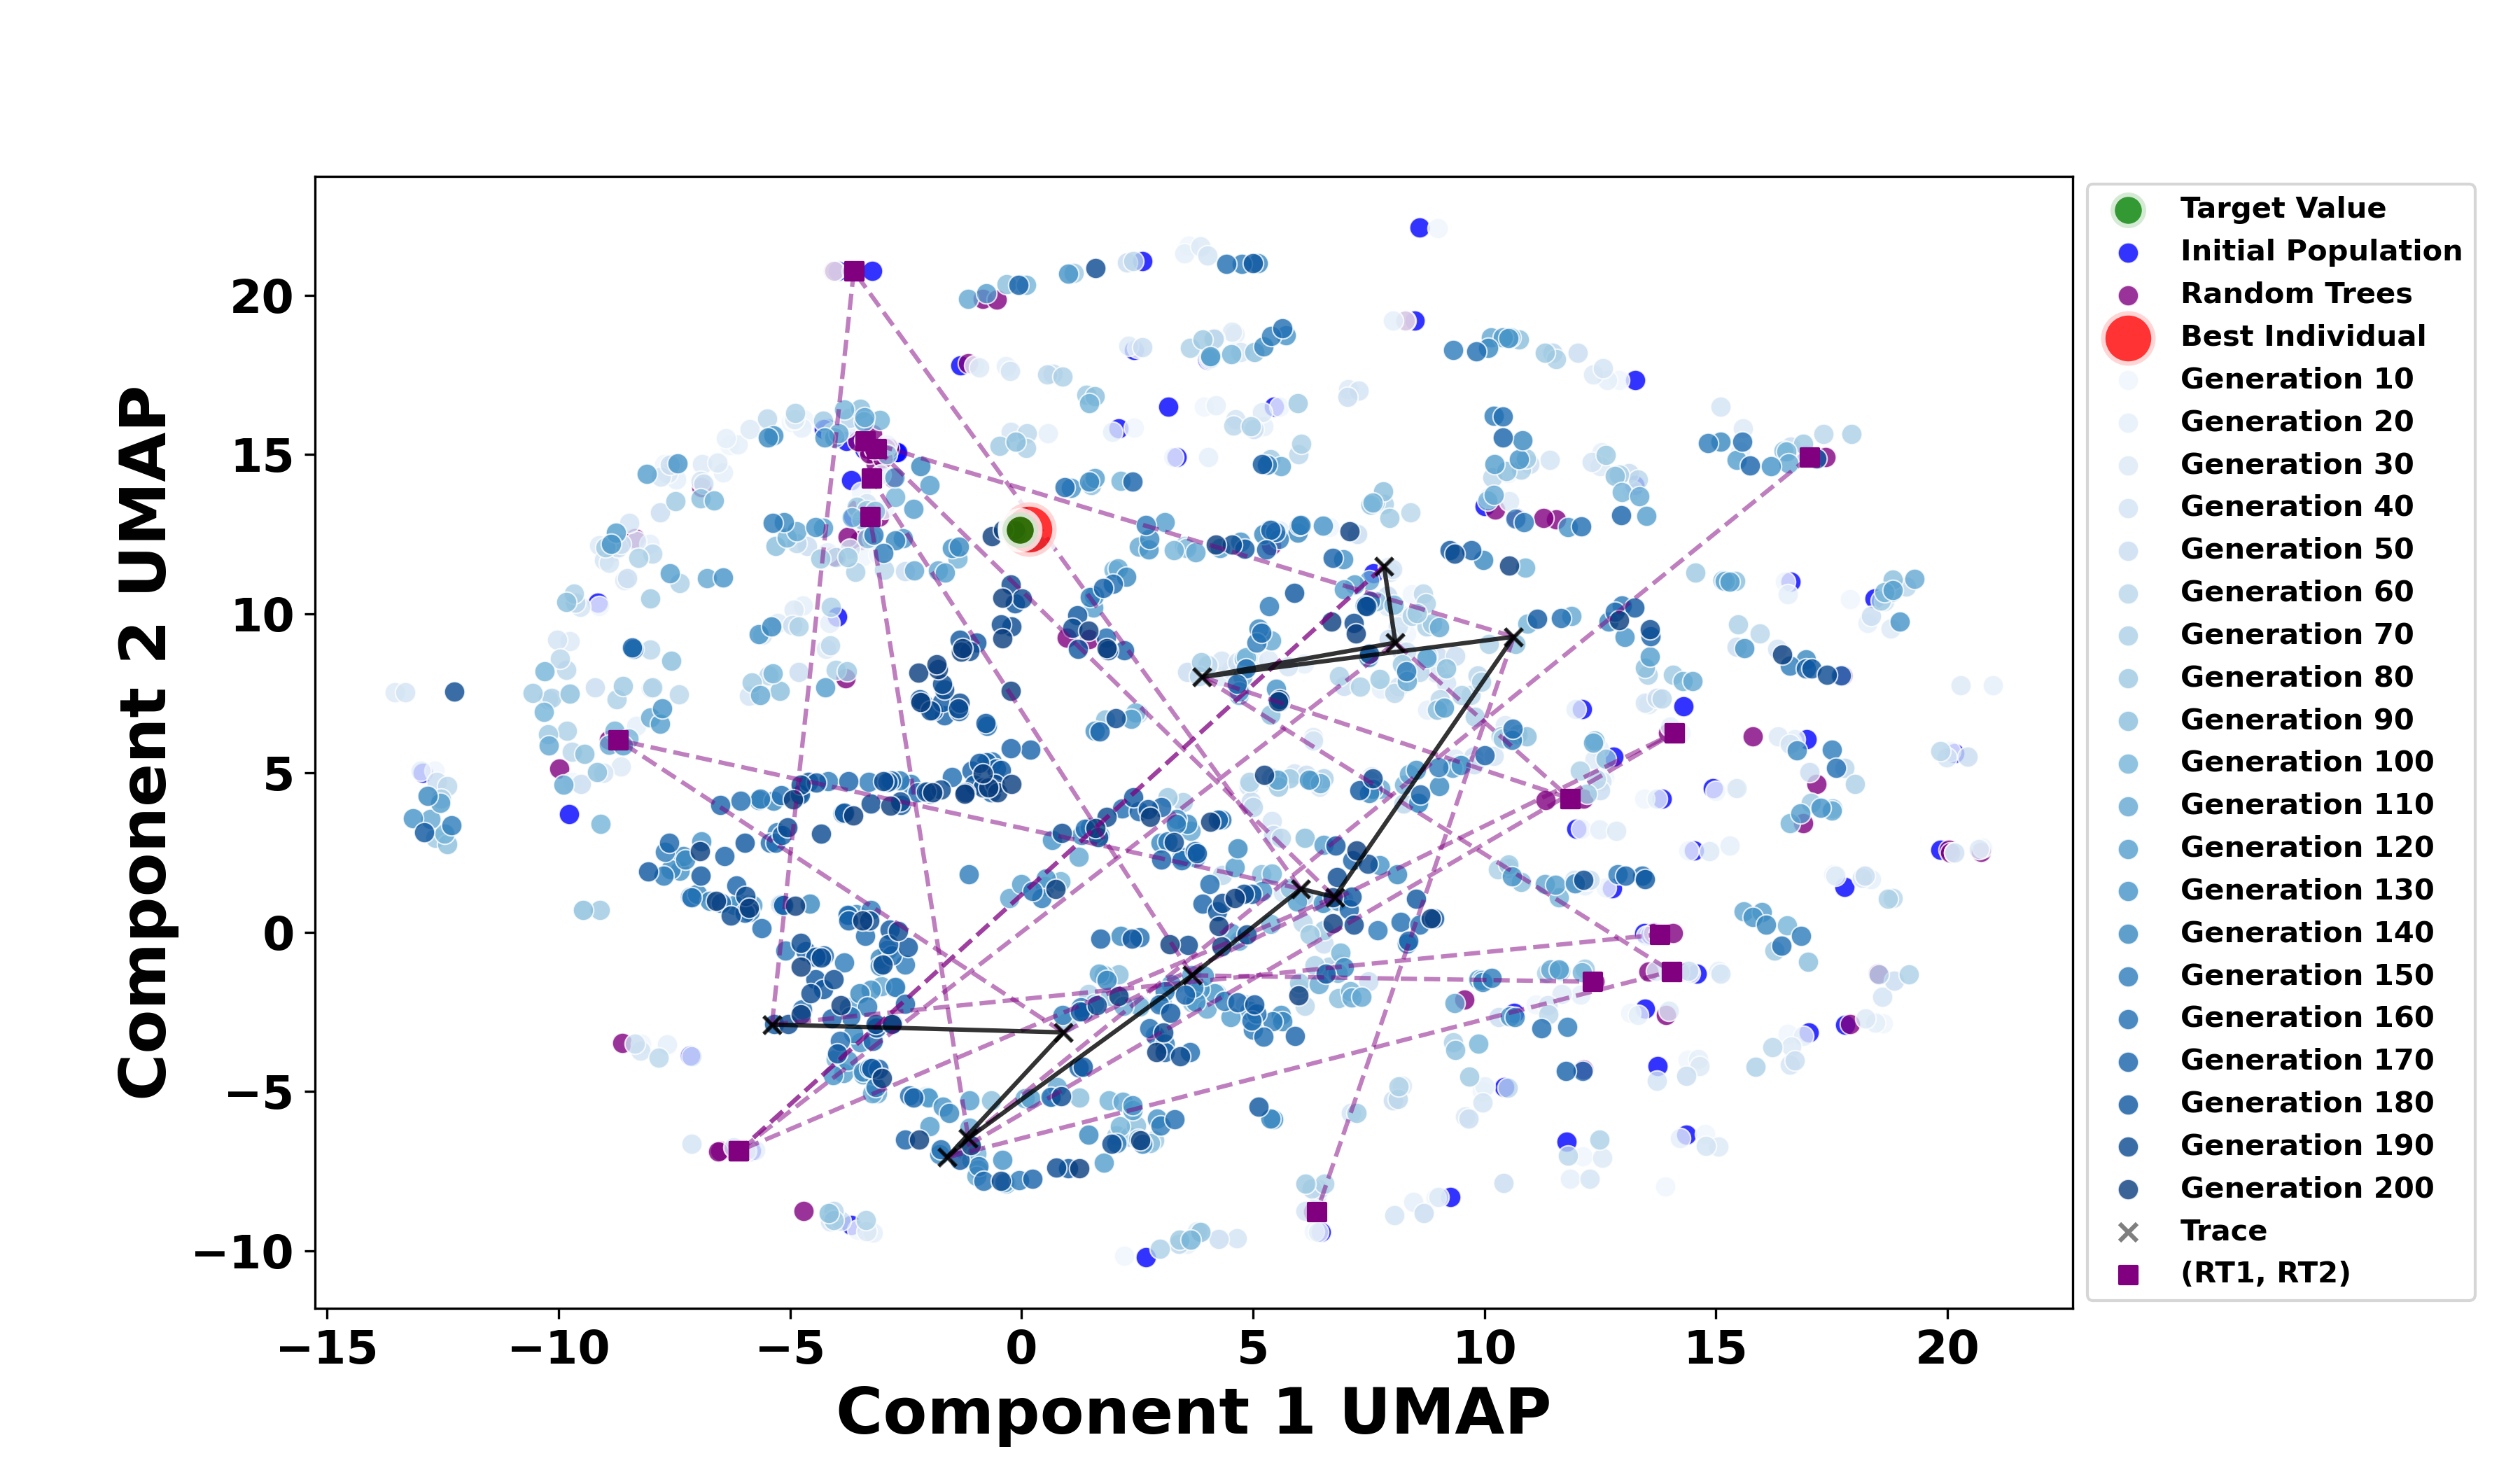 20
15
10
5
0
−5
−10
Component 2 UMAP
−15
−10
−5
0
5
10
15
20
Component 1 UMAP
Target Value
Initial Population
Random Trees
Best Individual
Generation 10
Generation 20
Generation 30
Generation 40
Generation 50
Generation 60
Generation 70
Generation 80
Generation 90
Generation 100
Generation 110
Generation 120
Generation 130
Generation 140
Generation 150
Generation 160
Generation 170
Generation 180
Generation 190
Generation 200
Trace
(RT1, RT2)